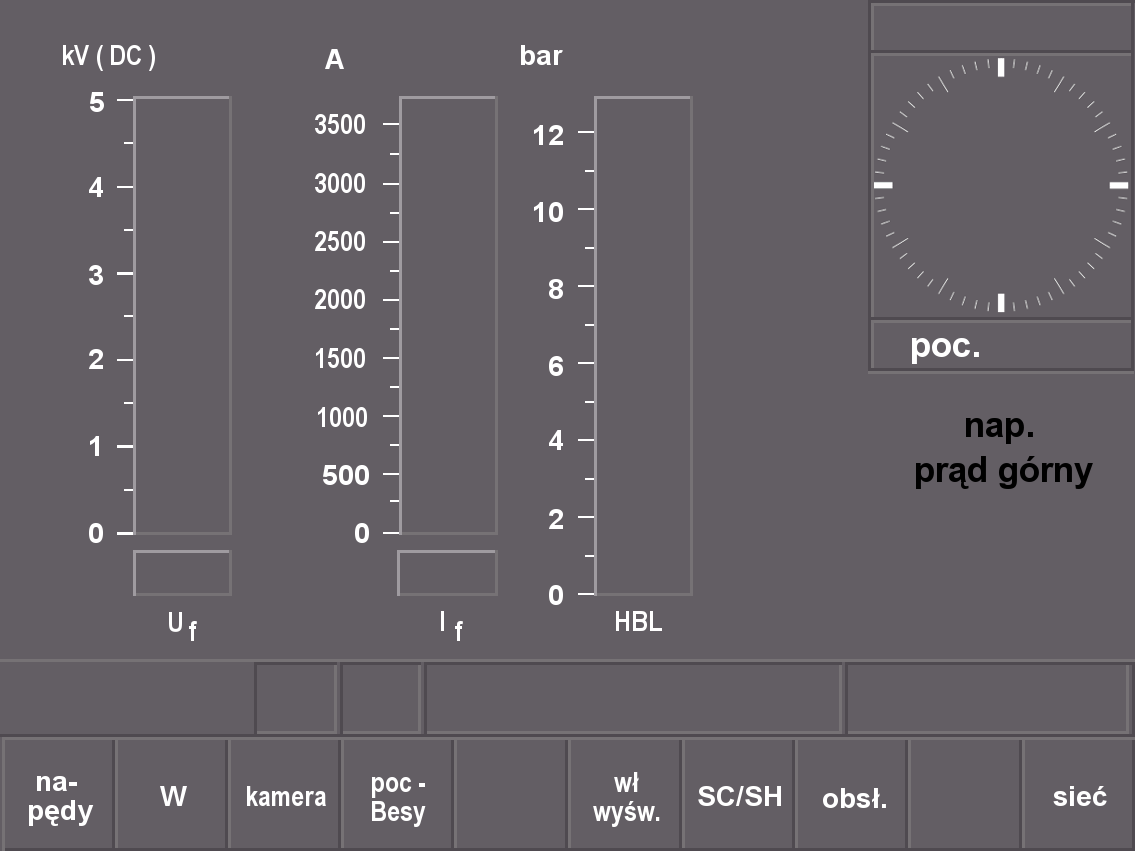 kV ( DC )
A
bar
5
4
3
2
1
0
3500
3000
2500
2000
1500
1000
500
0
12
10
8
6
4
2
0
U f
I f
HBL
poc.
nap.
prąd górny
na-
pędy
W
kamera
poc -
Besy
wł
wyśw.
SC/SH
obsł.
sieć